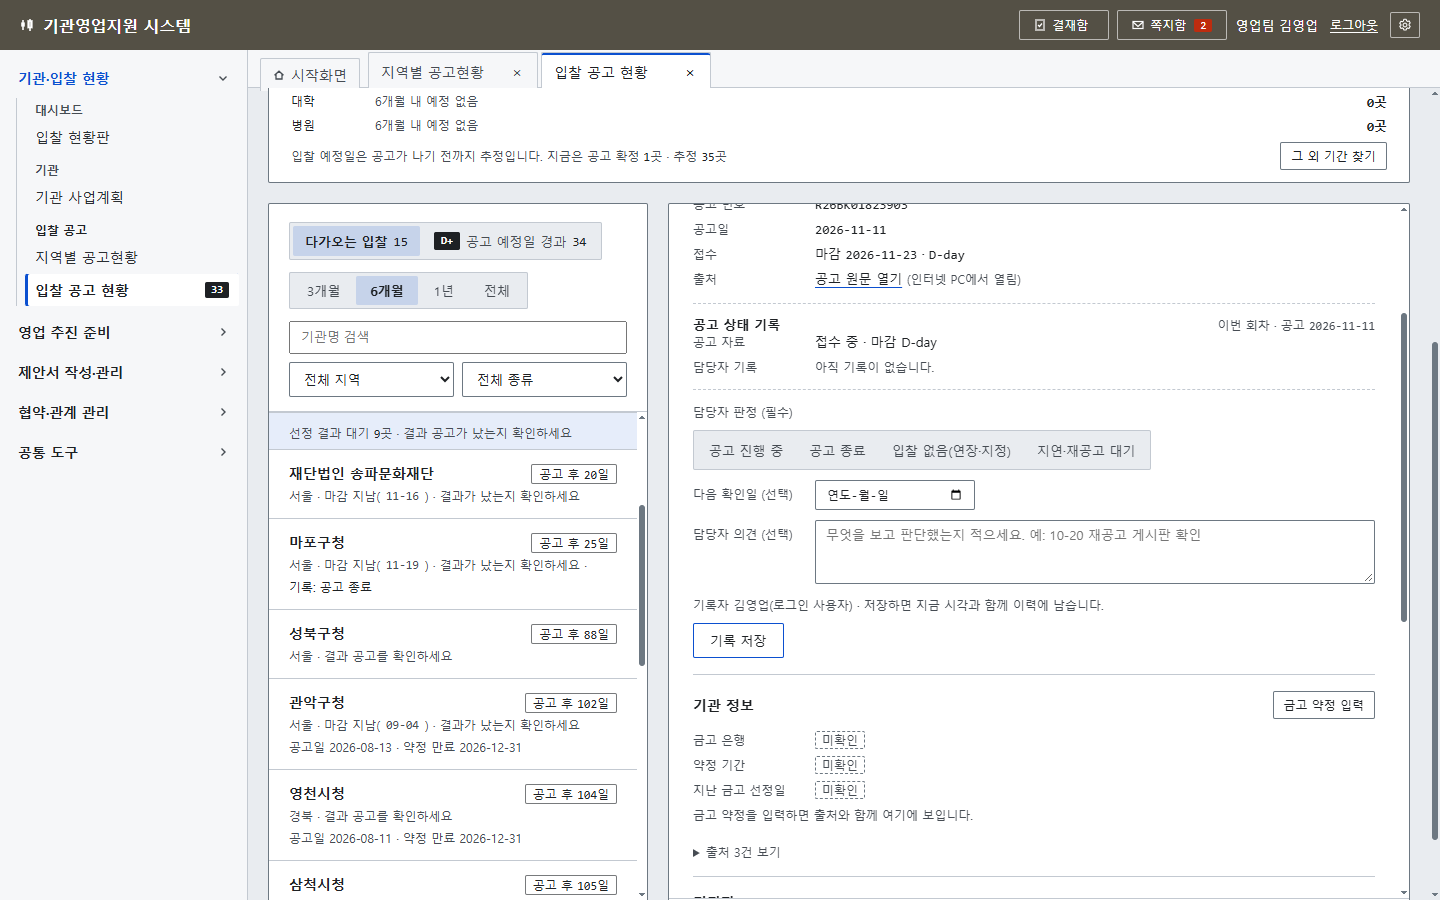 기관영업지원 시스템
결재함
쪽지함 2
영업팀 김영업
로그아웃
기관·입찰 현황
대시보드
입찰 현황판
기관
기관 사업계획
입찰 공고
지역별 공고현황
입찰 공고 현황 33
영업 추진 준비
제안서 작성·관리
협약·관계 관리
공통 도구
시작화면
지역별 공고현황 ×
입찰 공고 현황 ×
대학 6개월 내 예정 없음 0곳
병원 6개월 내 예정 없음 0곳
입찰 예정일은 공고가 나기 전까지 추정입니다. 지금은 공고 확정 1곳 · 추정 35곳
그 외 기간 찾기
다가오는 입찰 15
D+ 공고 예정일 경과 34
3개월 6개월 1년 전체
기관명 검색
전체 지역
전체 종류
선정 결과 대기 9곳 · 결과 공고가 났는지 확인하세요
재단법인 송파문화재단 공고 후 20일
서울 · 마감 지남( 11-16 ) · 결과가 났는지 확인하세요
마포구청 공고 후 25일
서울 · 마감 지남( 11-19 ) · 결과가 났는지 확인하세요 ·
기록: 공고 종료
성북구청 공고 후 88일
서울 · 결과 공고를 확인하세요
관악구청 공고 후 102일
서울 · 마감 지남( 09-04 ) · 결과가 났는지 확인하세요
공고일 2026-08-13 · 약정 만료 2026-12-31
영천시청 공고 후 104일
경북 · 결과 공고를 확인하세요
공고일 2026-08-11 · 약정 만료 2026-12-31
삼척시청 공고 후 105일
공고 번호 R26BK01823903
공고일 2026-11-11
접수 마감 2026-11-23 · D-day
출처 공고 원문 열기 (인터넷 PC에서 열림)
공고 상태 기록 이번 회차 · 공고 2026-11-11
공고 자료 접수 중 · 마감 D-day
담당자 기록 아직 기록이 없습니다.
담당자 판정 (필수)
공고 진행 중 공고 종료 입찰 없음(연장·지정) 지연·재공고 대기
다음 확인일 (선택) 연도-월-일
담당자 의견 (선택) 무엇을 보고 판단했는지 적으세요. 예: 10-20 재공고 게시판 확인
기록자 김영업(로그인 사용자) · 저장하면 지금 시각과 함께 이력에 남습니다.
기록 저장
기관 정보 금고 약정 입력
금고 은행 미확인
약정 기간 미확인
지난 금고 선정일 미확인
금고 약정을 입력하면 출처와 함께 여기에 보입니다.
▶ 출처 3건 보기